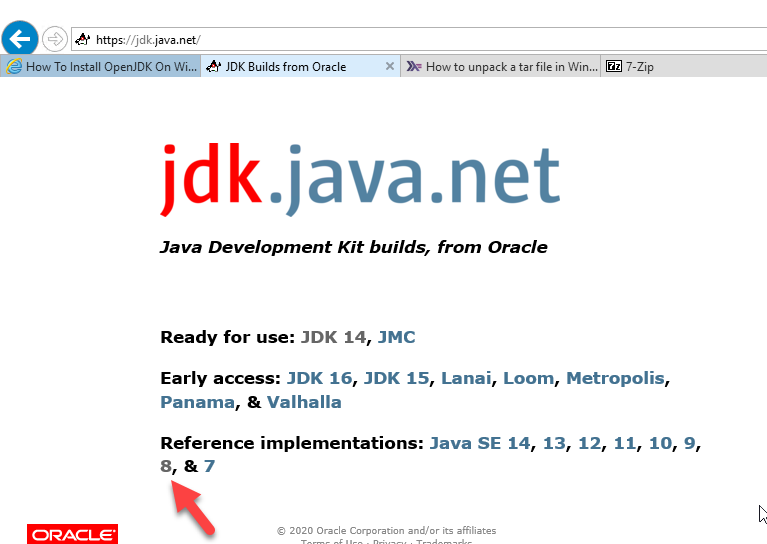 https://jdk.java.net/
How To Install OpenJDK On Wi...
JDK Builds from Oracle
How to unpack a tar file in Win...
7z 7-Zip
jdk.java.net
Java Development Kit builds, from Oracle
Ready for use: JDK 14, JMC
Early access: JDK 16, JDK 15, Lanai, Loom, Metropolis,
Panama, & Valhalla
Reference implementations: Java SE 14, 13, 12, 11, 10, 9,
8, & 7
ORACLE
© 2020 Oracle Corporation and/or its affiliates
Terms of Use · Privacy · Trademarks